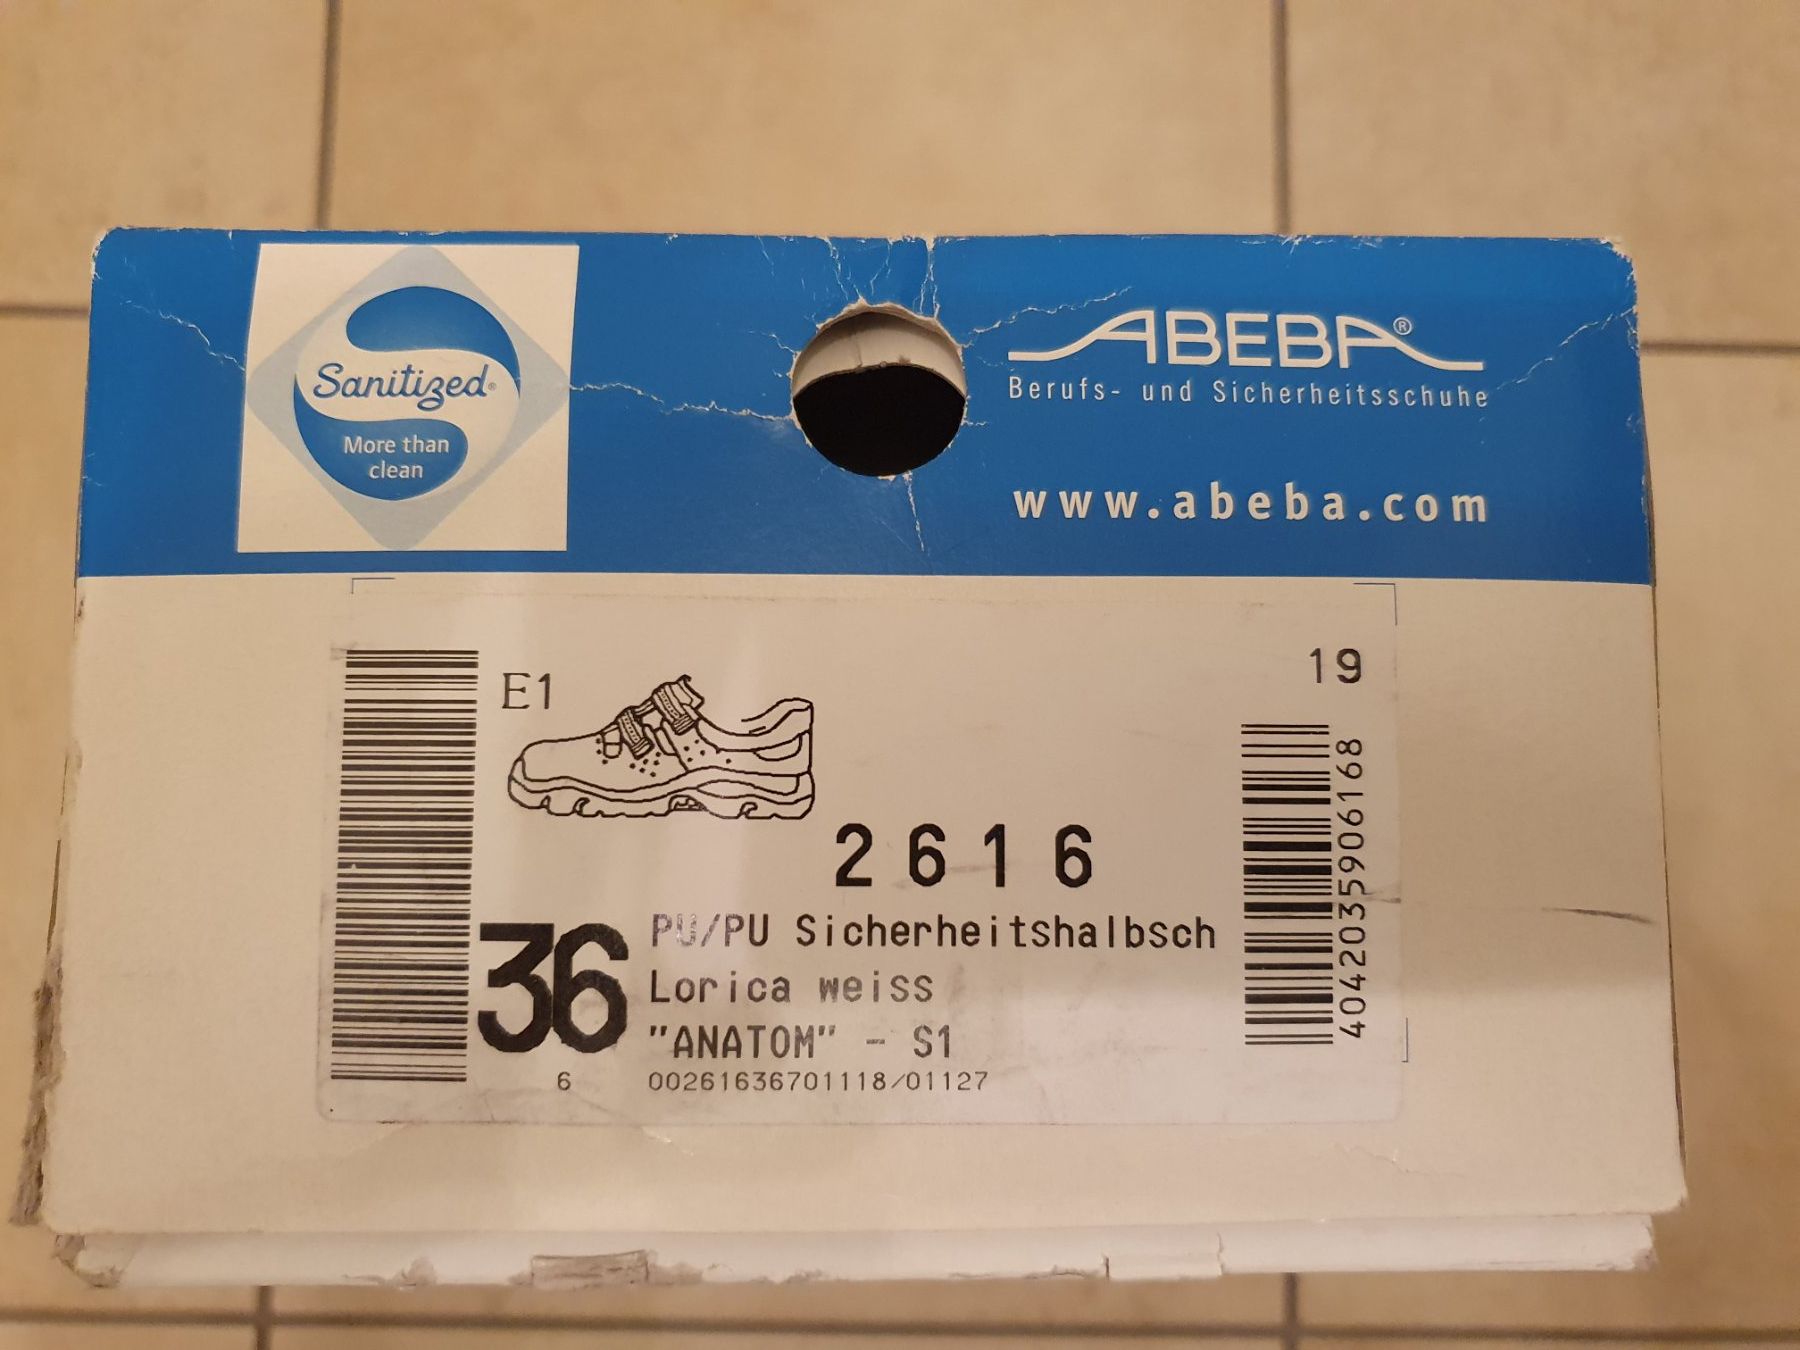 Sanitized®
More than
clean
ABEBA®
Berufs- und Sicherheitsschuhe
www.abeba.com
E1
19
2616
36
PU/PU Sicherheitshalbsch
Lorica weiss
"ANATOM" - S1
6
00261636701118/01127
4042035906168